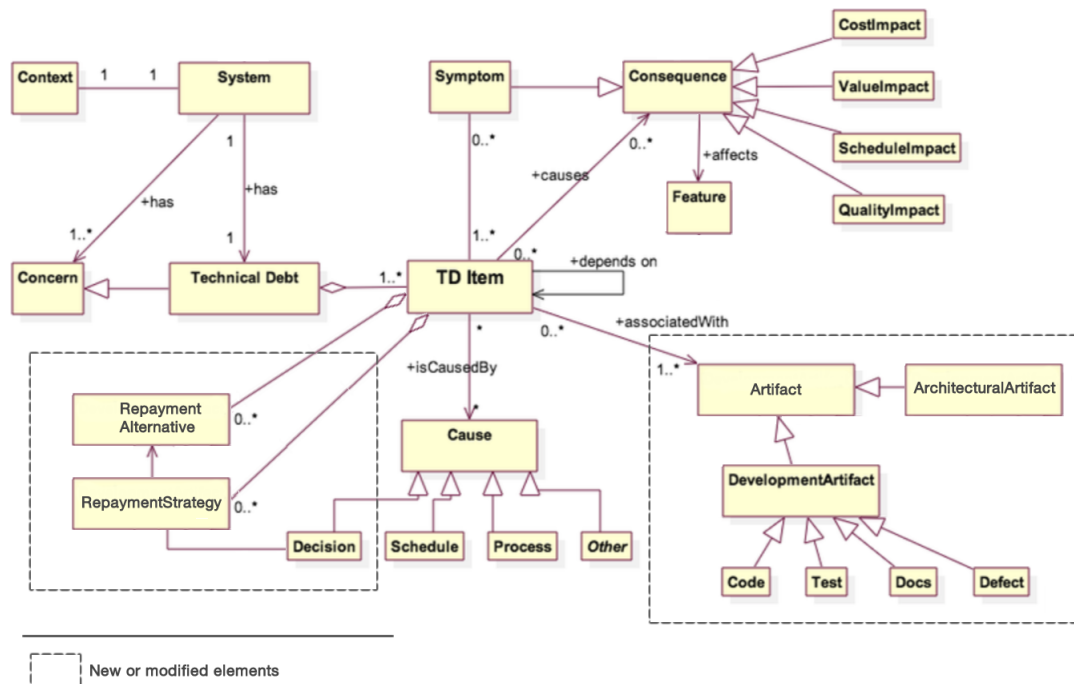 CostImpact
Context
1
1
System
Symptom
Consequence
ValueImpact
0..*
0..*
+affects
ScheduleImpact
1
+causes
+has
+has
Feature
QualityImpact
1..*
1
1..*
0..*
+depends on
Concern
Technical Debt
1..*
TD Item
*
0..*
+associatedWith
+isCausedBy
1..*
Artifact
ArchitecturalArtifact
Repayment
Alternative
0..*
*
Cause
DevelopmentArtifact
RepaymentStrategy
0..*
Decision
Schedule
Process
Other
Code
Test
Docs
Defect
New or modified elements